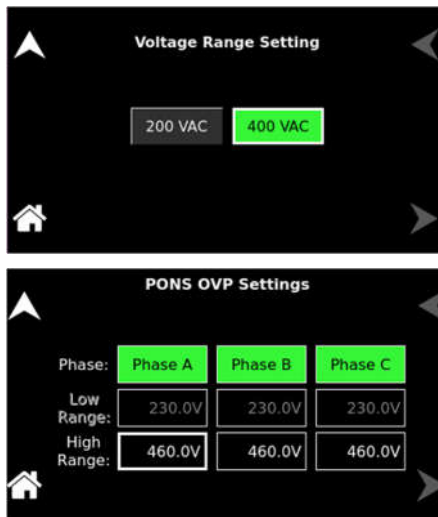 Voltage Range Setting
200 VAC 400 VAC
PONS OVP Settings
Phase: Phase A Phase B Phase C
Low
Range: 230.0V 230.0V 230.0V
High
Range: 460.0V 460.0V 460.0V